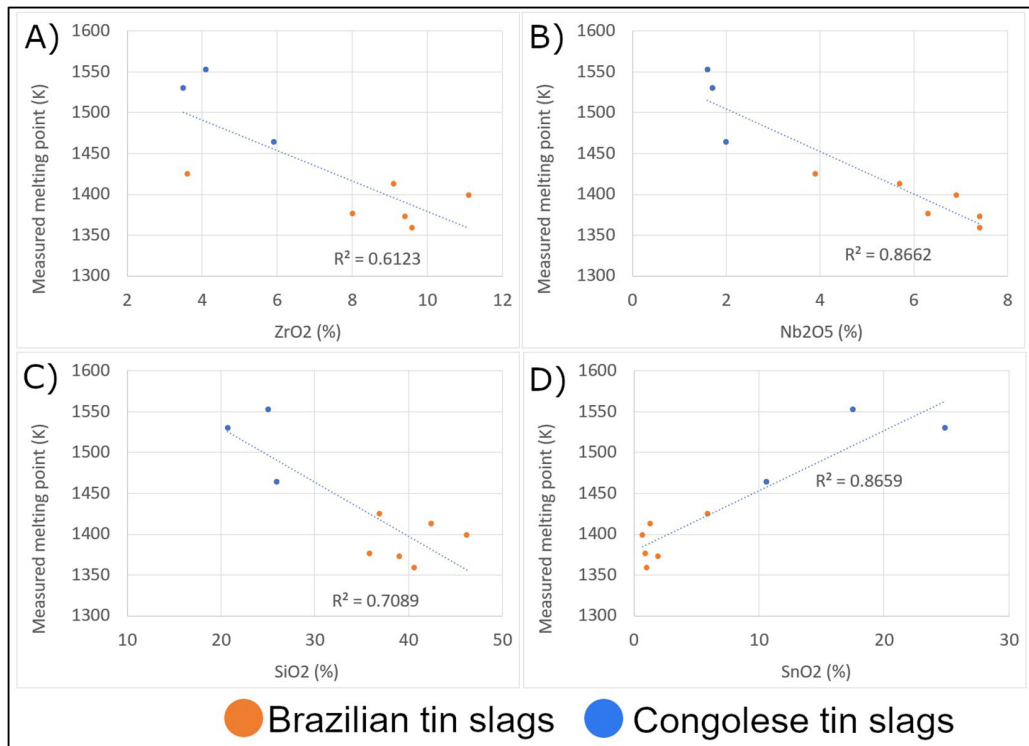 A)
1600
1550
1500
1450
1400
1350
1300
2 4 6 8 10 12
Measured melting point (K)
ZrO2 (%)
R² = 0.6123
B)
1600
1550
1500
1450
1400
1350
1300
0 2 4 6 8
Measured melting point (K)
Nb2O5 (%)
R² = 0.8662
C)
1600
1550
1500
1450
1400
1350
1300
10 20 30 40 50
Measured melting point (K)
SiO2 (%)
R² = 0.7089
D)
1600
1550
1500
1450
1400
1350
1300
0 10 20 30
Measured melting point (K)
SnO2 (%)
R² = 0.8659
Brazilian tin slags Congolese tin slags